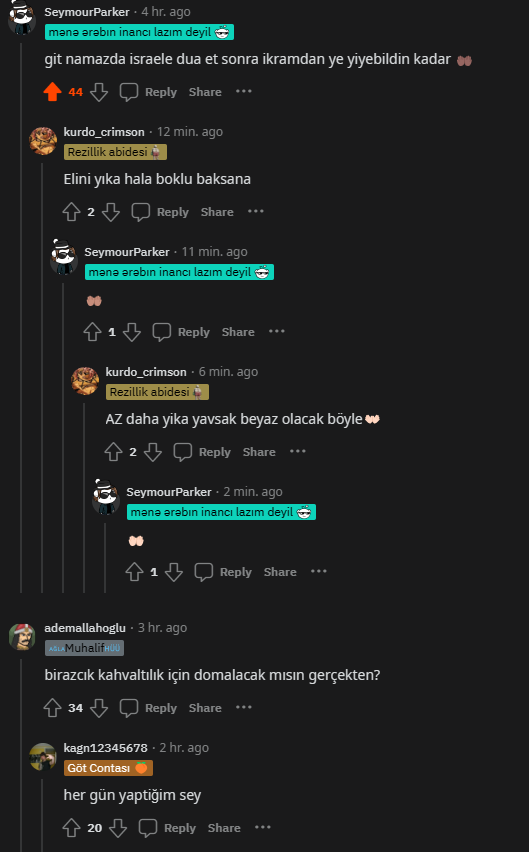 SeymourParker · 4 hr. ago
mənə ərəbın inancı lazım deyil
git namazda israele dua et sonra ikramdan ye yiyebildin kadar 🤲🏾
44 Reply Share ···
kurdo_crimson · 12 min. ago
Rezillik abidesi
Elini yıka hala boklu baksana
2 Reply Share ···
SeymourParker · 11 min. ago
mənə ərəbın inancı lazım deyil
🤲🏽
1 Reply Share ···
kurdo_crimson · 6 min. ago
Rezillik abidesi
AZ daha yika yavsak beyaz olacak böyle🤲🏻
2 Reply Share ···
SeymourParker · 2 min. ago
mənə ərəbın inancı lazım deyil
🤲🏻
1 Reply Share ···
ademallahoglu · 3 hr. ago
AGLAMuhalifHÜÜ
birazcık kahvaltılık için domalacak mısın gerçekten?
34 Reply Share ···
kagn12345678 · 2 hr. ago
Göt Contası 🍑
her gün yaptiğim sey
20 Reply Share ···